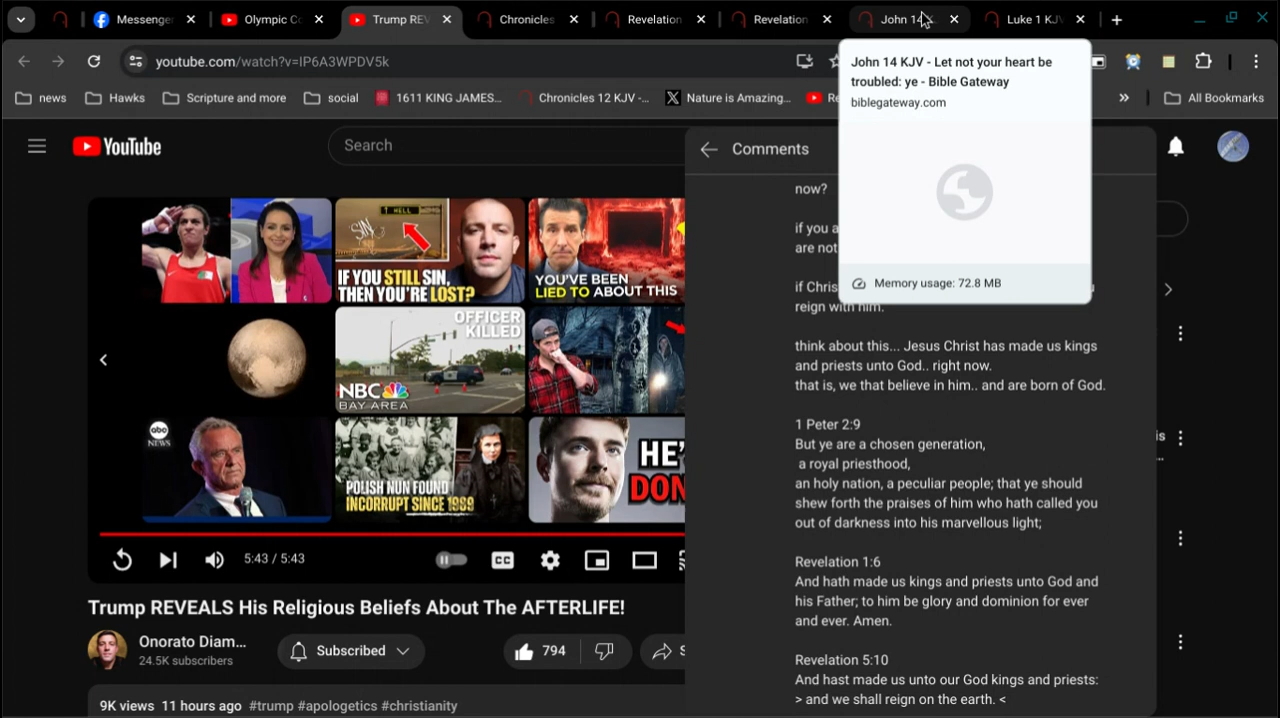 Messenger
Olympic Co
Trump REV
Chronicles
Revelation
Revelation
John 14 K
Luke 1 KJV
youtube.com/watch?v=IP6A3WPDV5k
news
Hawks
Scripture and more
social
1611 KING JAMES...
Chronicles 12 KJV -...
Nature is Amazing...
Re
»
All Bookmarks
John 14 KJV - Let not your heart be
troubled: ye - Bible Gateway
biblegateway.com
Memory usage: 72.8 MB
YouTube
Search
Comments
now?
if you a
are not
if Chris
reign with him.
think about this... Jesus Christ has made us kings
and priests unto God.. right now.
that is, we that believe in him.. and are born of God.
1 Peter 2:9
But ye are a chosen generation,
a royal priesthood,
an holy nation, a peculiar people; that ye should
shew forth the praises of him who hath called you
out of darkness into his marvellous light;
Revelation 1:6
And hath made us kings and priests unto God and
his Father; to him be glory and dominion for ever
and ever. Amen.
Revelation 5:10
And hast made us unto our God kings and priests:
> and we shall reign on the earth. <
is
...
1 HELL
SIN
IF YOU STILL SIN,
THEN YOU'RE LOST?
YOU'VE BEEN
LIED TO ABOUT THIS
OFFICER
KILLED
NBC
BAY AREA
abc
NEWS
POLISH NUN FOUND
INCORRUPT SINCE 1989
HE'
DON
5:43 / 5:43
CC
Trump REVEALS His Religious Beliefs About The AFTERLIFE!
Onorato Diam...
24.5K subscribers
Subscribed
794
S
9K views 11 hours ago #trump #apologetics #christianity